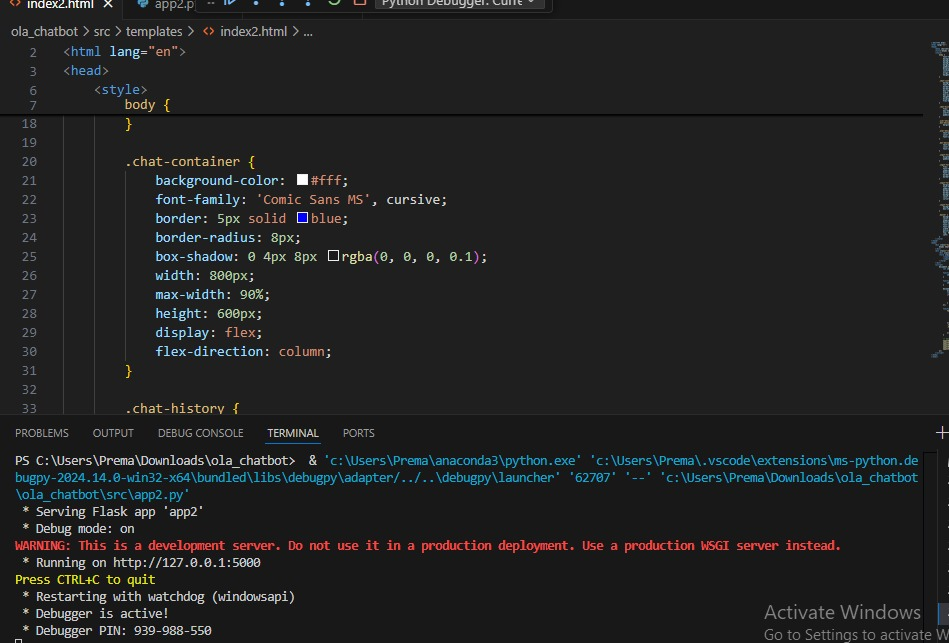 index2.html
app2.p
Python Debugger: Curre
ola_chatbot > src > templates > <> index2.html > ...
2 <html lang="en">
3 <head>
6 <style>
7 body {
18 }
19
20 .chat-container {
21 background-color: #fff;
22 font-family: 'Comic Sans MS', cursive;
23 border: 5px solid blue;
24 border-radius: 8px;
25 box-shadow: 0 4px 8px rgba(0, 0, 0, 0.1);
26 width: 800px;
27 max-width: 90%;
28 height: 600px;
29 display: flex;
30 flex-direction: column;
31 }
32
33 .chat-history {
PROBLEMS OUTPUT DEBUG CONSOLE TERMINAL PORTS
PS C:\Users\Prema\Downloads\ola_chatbot> & 'c:\Users\Prema\anaconda3\python.exe' 'c:\Users\Prema\.vscode\extensions\ms-python.de
bugpy-2024.14.0-win32-x64\bundled\libs\debugpy\adapter/../..\debugpy\launcher' '62707' '--' 'c:\Users\Prema\Downloads\ola_chatbot
\ola_chatbot\src\app2.py'
* Serving Flask app 'app2'
* Debug mode: on
WARNING: This is a development server. Do not use it in a production deployment. Use a production WSGI server instead.
* Running on http://127.0.0.1:5000
Press CTRL+C to quit
* Restarting with watchdog (windowsapi)
* Debugger is active!
* Debugger PIN: 939-988-550
Activate Windows
Go to Settings to activate W